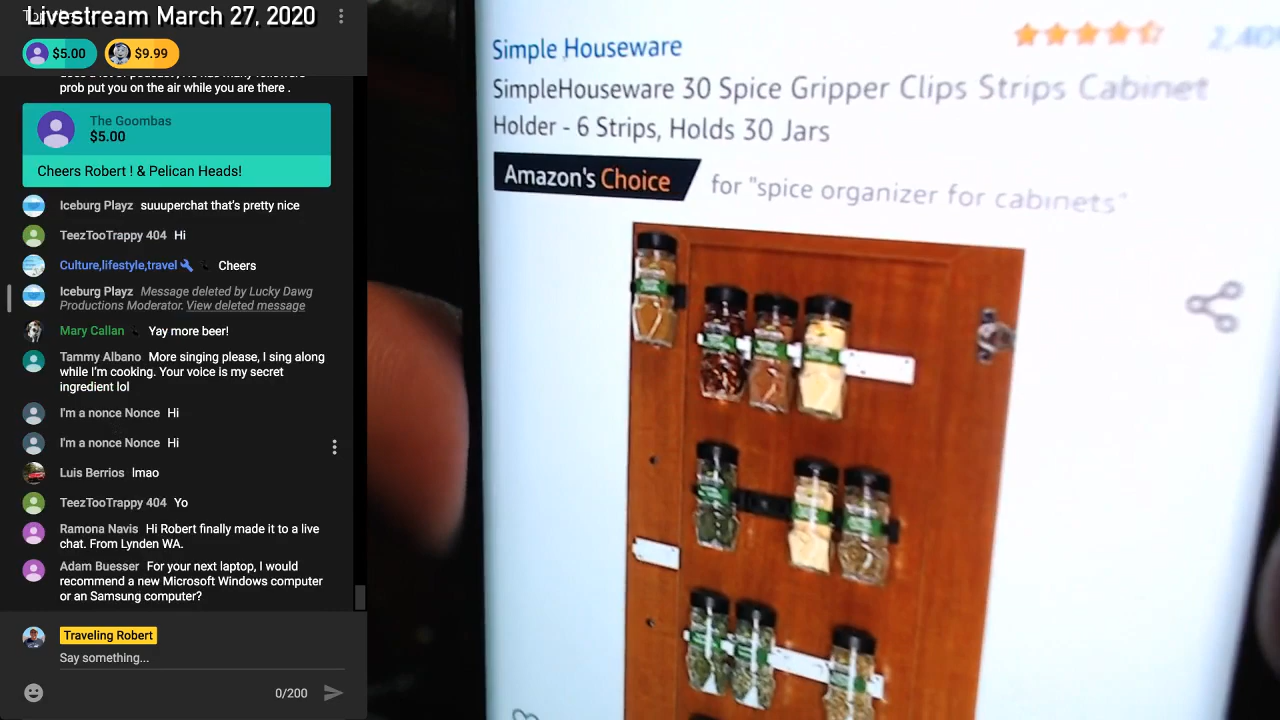 Livestream March 27, 2020
$5.00
$9.99
prob put you on the air while you are there .
The Goombas
$5.00
Cheers Robert ! & Pelican Heads!
Iceburg Playz suuuperchat that's pretty nice
TeezTooTrappy 404 Hi
Culture,lifestyle,travel Cheers
Iceburg Playz Message deleted by Lucky Dawg
Productions Moderator. View deleted message
Mary Callan Yay more beer!
Tammy Albano More singing please, I sing along
while I'm cooking. Your voice is my secret
ingredient lol
I'm a nonce Nonce Hi
I'm a nonce Nonce Hi
Luis Berrios lmao
TeezTooTrappy 404 Yo
Ramona Navis Hi Robert finally made it to a live
chat. From Lynden WA.
Adam Buesser For your next laptop, I would
recommend a new Microsoft Windows computer
or an Samsung computer?
Traveling Robert
Say something...
0/200
Simple Houseware
SimpleHouseware 30 Spice Gripper Clips Strips Cabinet
Holder - 6 Strips, Holds 30 Jars
Amazon's Choice
for "spice organizer for cabinets"